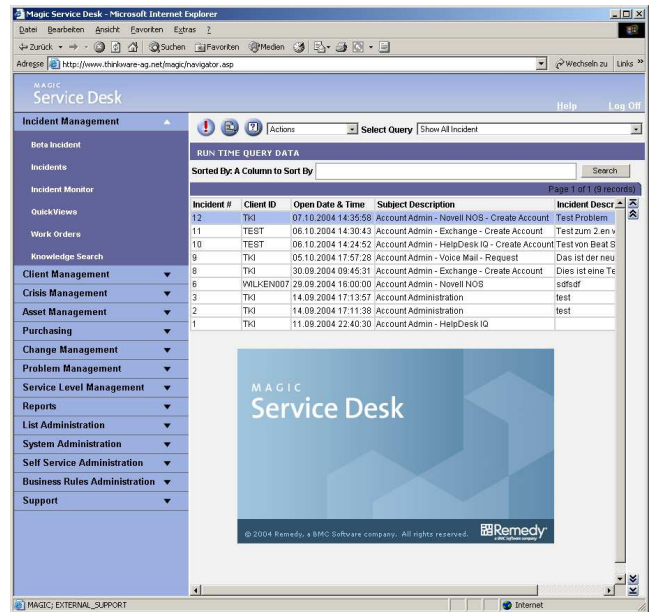 Magic Service Desk - Microsoft Internet Explorer
Datei Bearbeiten Ansicht Favoriten Extras ?
Zurück Suchen Favoriten Medien
Adresse http://www.thinkware-ag.net/magic/navigator.asp Wechseln zu Links »
MAGIC
Service Desk
Help Log Off
Incident Management
Actions Select Query Show All Incident
Beta Incident
RUN TIME QUERY DATA
Incidents
Sorted By: A Column to Sort By Search
Incident Monitor
Page 1 of 1 (9 records)
QuickViews
Work Orders
Knowledge Search
Client Management
Crisis Management
Asset Management
Purchasing
Change Management
Problem Management
Service Level Management
Reports
List Administration
System Administration
Self Service Administration
Business Rules Administration
Support
Incident # Client ID Open Date & Time Subject Description Incident Descr
12 TKI 07.10.2004 14:35:58 Account Admin - Novell NOS - Create Account Test Problem
11 TEST 06.10.2004 14:30:43 Account Admin - Exchange - Create Account Test zum 2.en v
10 TEST 06.10.2004 14:24:52 Account Admin - HelpDesk IQ - Create Account Test von Beat S
9 TKI 05.10.2004 17:57:28 Account Admin - Voice Mail - Request Das ist der neu
8 TKI 30.09.2004 09:45:31 Account Admin - Exchange - Create Account Dies ist eine Te
6 WILKEN007 29.09.2004 16:00:00 Account Admin - Novell NOS sdfsdf
3 TKI 14.09.2004 17:13:57 Account Administration test
2 TKI 14.09.2004 17:11:38 Account Administration test
1 TKI 11.09.2004 22:40:30 Account Admin - HelpDesk IQ
MAGIC
Service Desk
© 2004 Remedy, a BMC Software company. All rights reserved.
Remedy
a BMC Software company
MAGIC; EXTERNAL_SUPPORT Internet